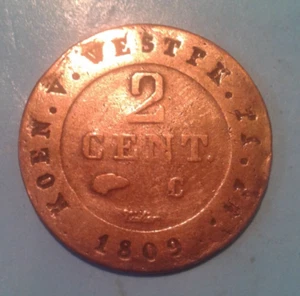 KOEN. V. WESTPH.
2
CENT.
C
1809